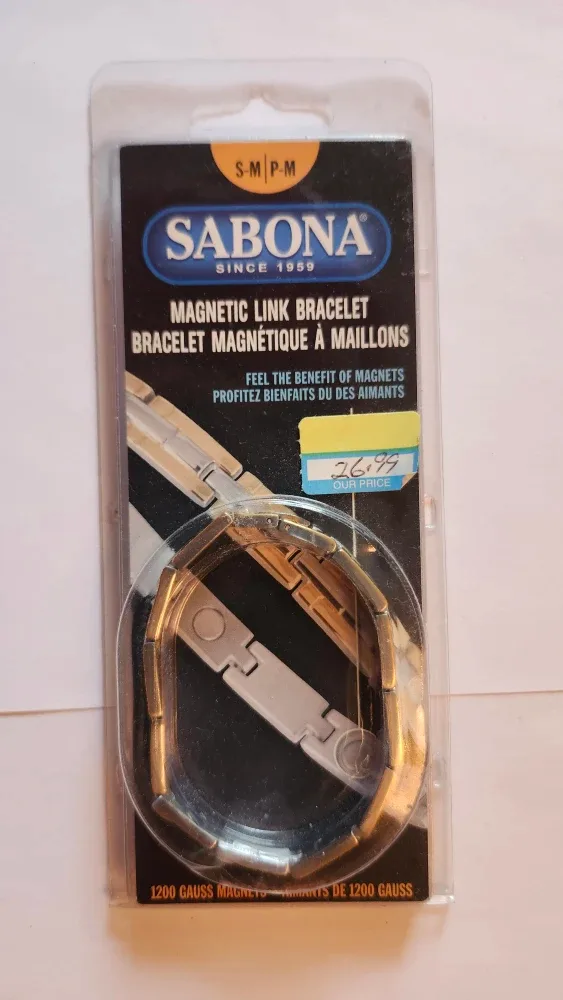 S-M|P-M
SABONA®
SINCE 1959
MAGNETIC LINK BRACELET
BRACELET MAGNÉTIQUE À MAILLONS
FEEL THE BENEFIT OF MAGNETS
PROFITEZ BIENFAITS DU DES AIMANTS
26.99
OUR PRICE
1200 GAUSS MAGNETS - AIMANTS DE 1200 GAUSS